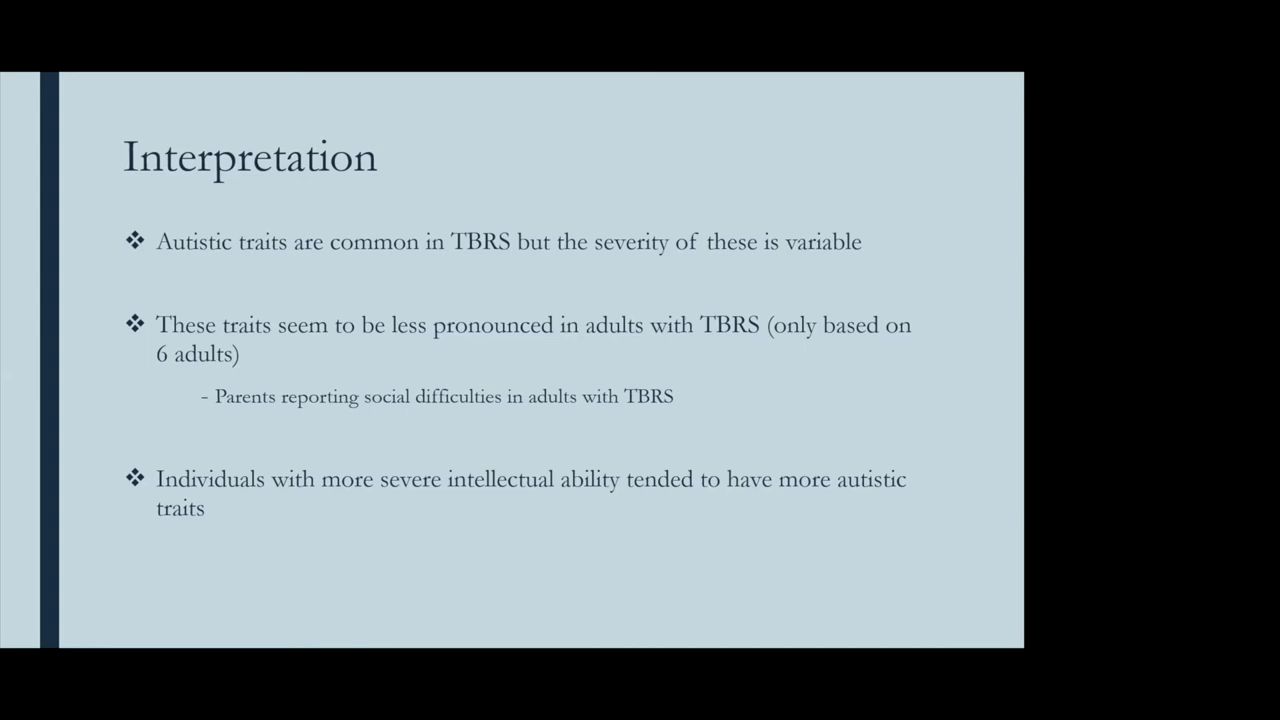 Interpretation
❖ Autistic traits are common in TBRS but the severity of these is variable
❖ These traits seem to be less pronounced in adults with TBRS (only based on
6 adults)
- Parents reporting social difficulties in adults with TBRS
❖ Individuals with more severe intellectual ability tended to have more autistic
traits